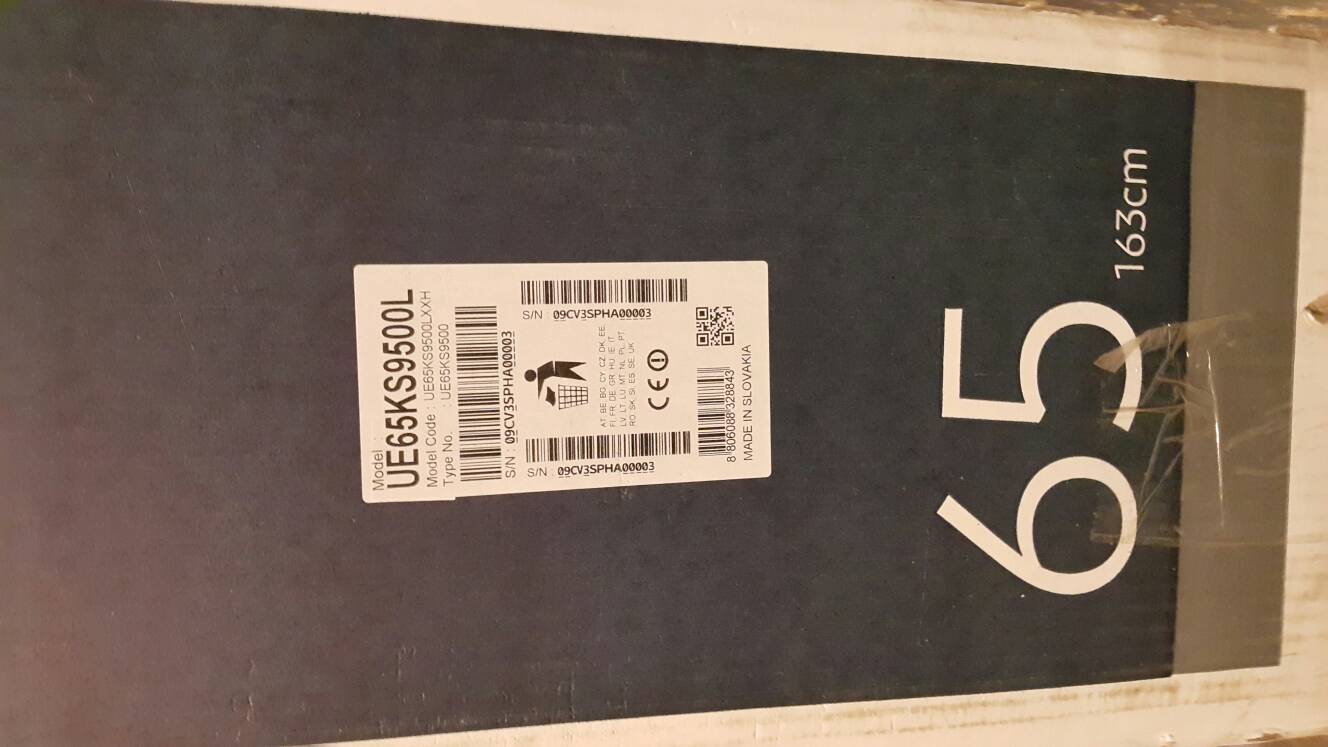 Model
UE65KS9500L
Model Code : UE65KS9500LXXH
Type No. : UE65KS9500
S/N : 09CV3SPHA00003
S/N : 09CV3SPHA00003
S/N : 09CV3SPHA00003
AT. BE. BG. CY. CZ. DK. EE.
FI. FR. DE. GR. HU. IE. IT.
LV. LT. LU. MT. NL. PL. PT.
RO. SK. SI. ES. SE. UK
CE
8 806088 328843
MADE IN SLOVAKIA
65
163cm